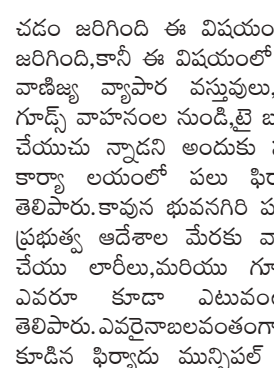 చడం జరిగింది ఈ విషయం
జరిగింది,కానీ ఈ విషయంలో
వాణిజ్య వ్యాపార వస్తువులు,
గూడ్స్ వాహనంల నుండి,టై
చేయుచు న్నాడని అందుకు
కార్యా లయంలో పలు
తెలిపారు.కావున భువనగిరి
ప్రభుత్వ ఆదేశాల మేరకు
చేయు లారీలు,మరియు
ఎవరూ కూడా
తెలిపారు.ఎవరైనాబలవంతంగా
కూడిన ఫిర్యాదు మున్సిపల్